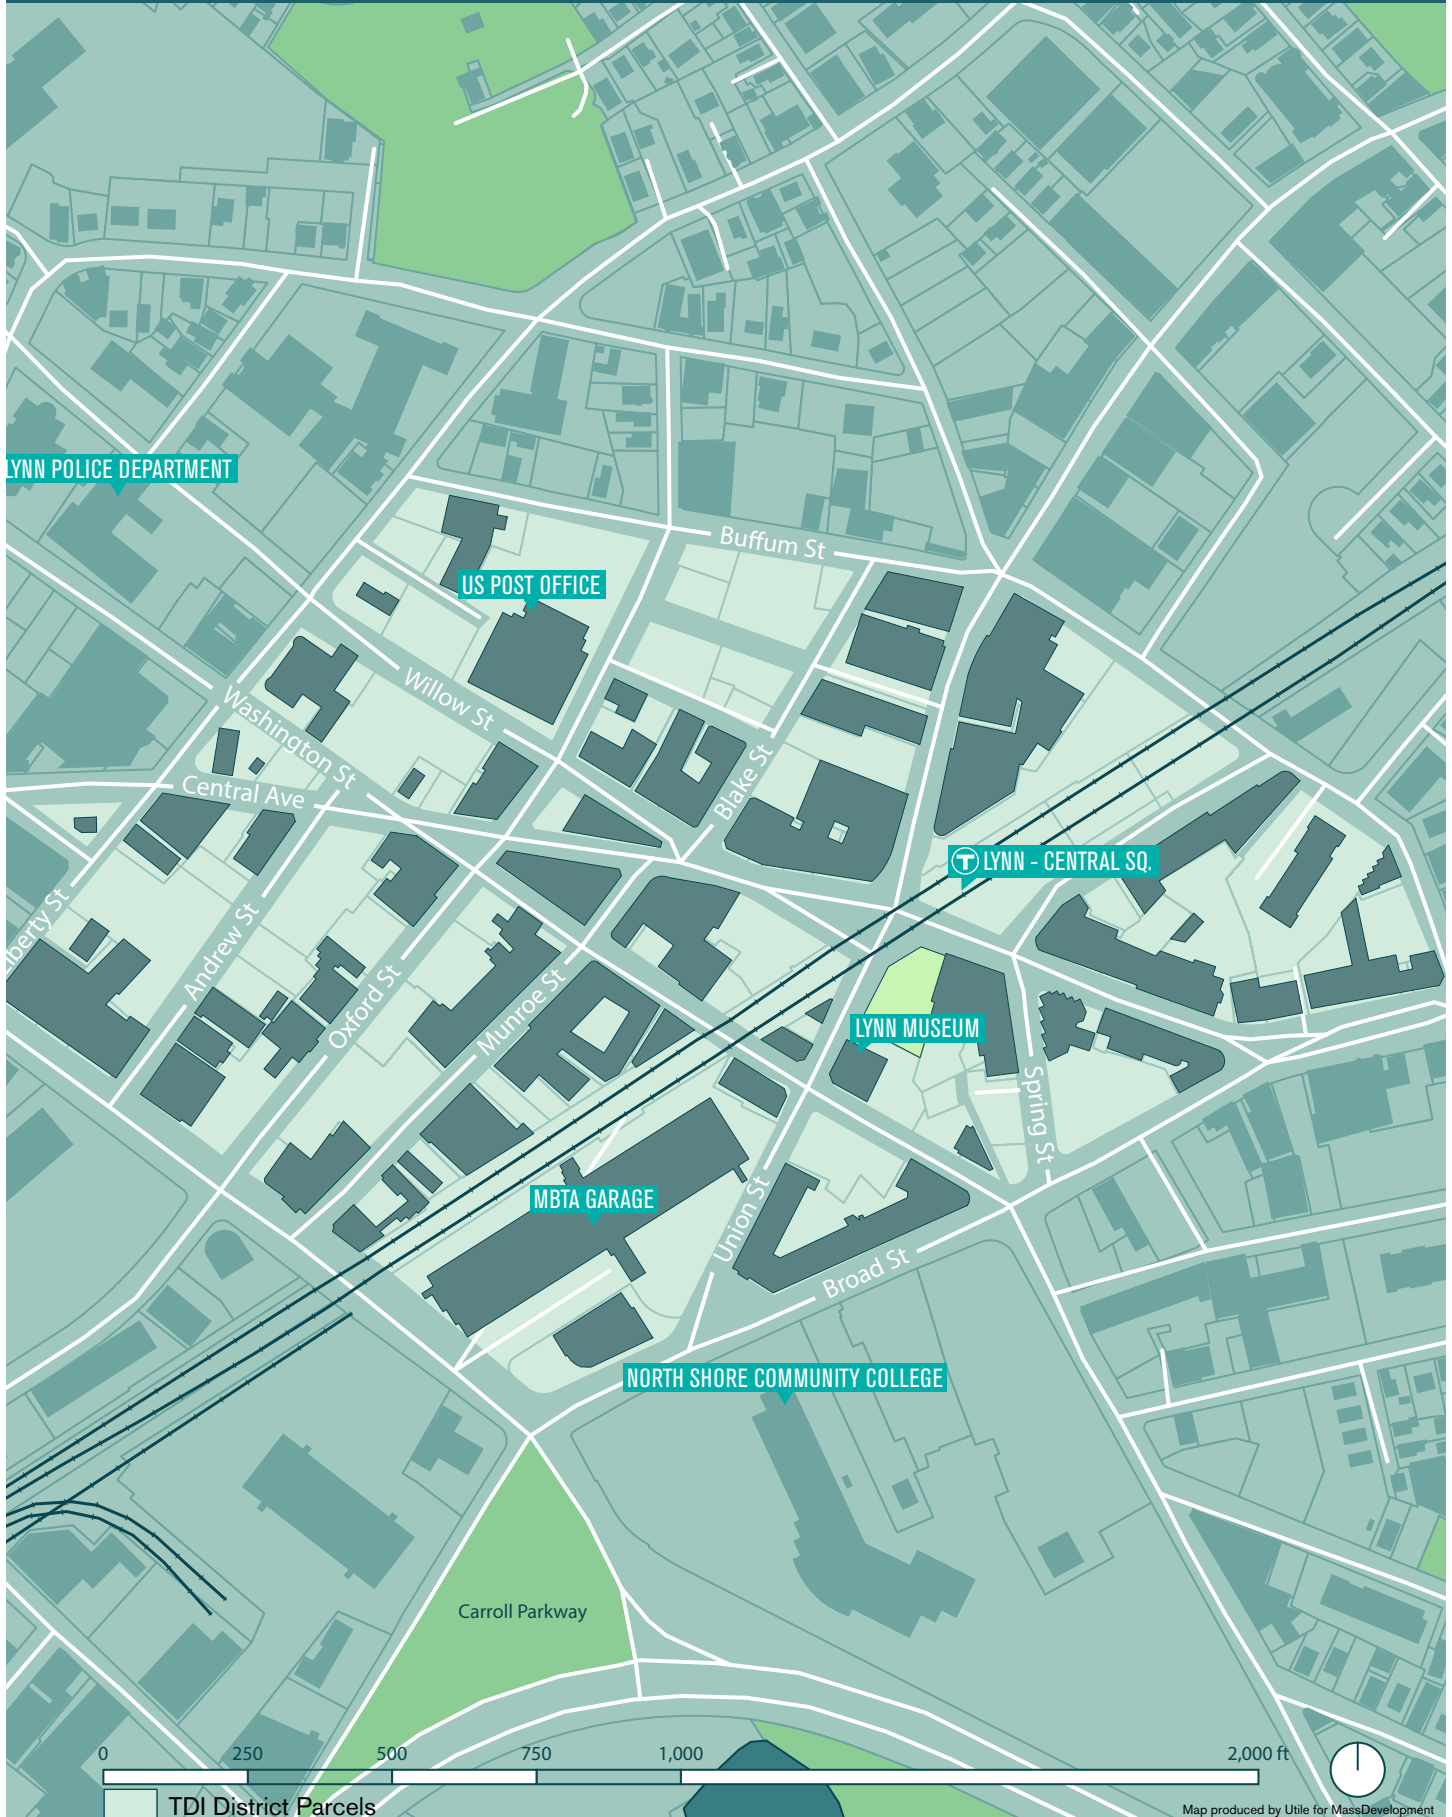 LYNN POLICE DEPARTMENT
Buffum St
US POST OFFICE
Willow St
Washington St
Blake St
Central Ave
LYNN - CENTRAL SQ.
Liberty St
Andrew St
Oxford St
Munroe St
LYNN MUSEUM
Spring St
MBTA GARAGE
Union St
Broad St
NORTH SHORE COMMUNITY COLLEGE
Carroll Parkway
0 250 500 750 1,000 2,000 ft
TDI District Parcels
Map produced by Utile for MassDevelopment